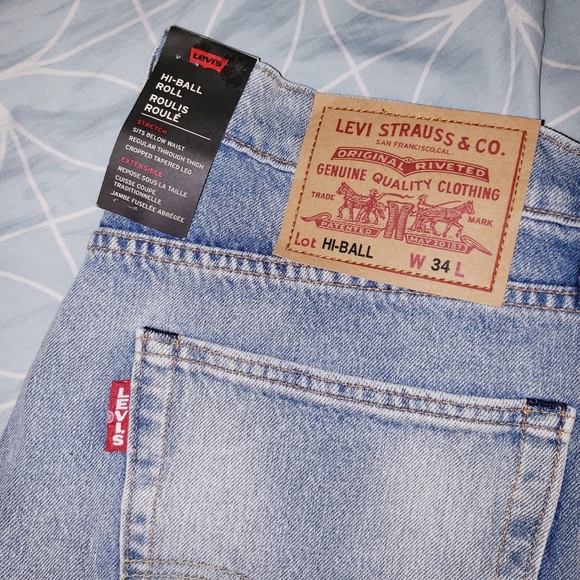 Levi's
HI-BALL
ROLL
ROULIS
ROULÉ
STRETCH
SITS BELOW WAIST
REGULAR THROUGH THIGH
CROPPED TAPERED LEG
EXTENSIBLE
REPOSE SOUS LA TAILLE
CUISSE COUPE
TRADITIONNELLE
JAMBE FUSELÉE ABRÉGÉE
LEVI STRAUSS & CO.
SAN FRANCISCO, CAL.
ORIGINAL RIVETED
GENUINE QUALITY CLOTHING
TRADE MARK
PATENTED MAY 20 1873
Lot HI-BALL W 34 L
LEVI'S